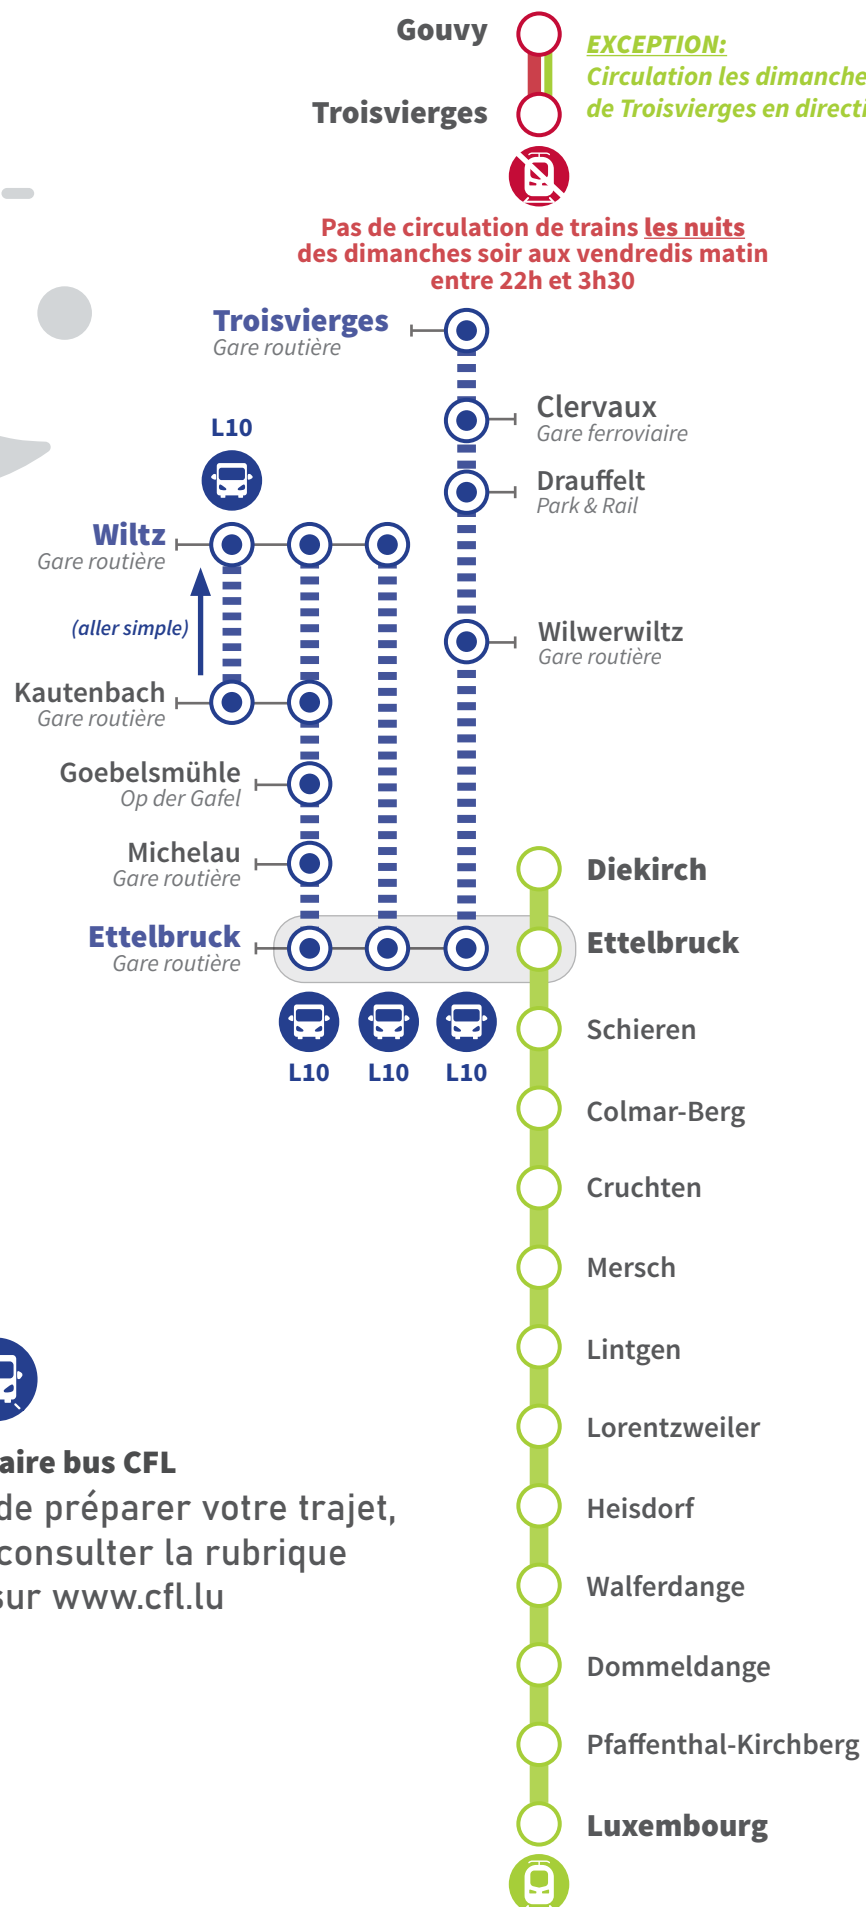 Gouvy
EXCEPTION:
Circulation les dimanche
de Troisvierges en directi
Troisvierges
Pas de circulation de trains les nuits
des dimanches soir aux vendredis matin
entre 22h et 3h30
Troisvierges
Gare routière
Clervaux
Gare ferroviaire
L10
Drauffelt
Park & Rail
Wiltz
Gare routière
(aller simple)
Wilwerwiltz
Gare routière
Kautenbach
Gare routière
Goebelsmühle
Op der Gafel
Michelau
Gare routière
Diekirch
Ettelbruck
Gare routière
Ettelbruck
L10 L10 L10
Schieren
Colmar-Berg
Cruchten
Mersch
Lintgen
Lorentzweiler
Heisdorf
Walferdange
Dommeldange
Pfaffenthal-Kirchberg
Luxembourg
aire bus CFL
de préparer votre trajet,
consulter la rubrique
sur www.cfl.lu